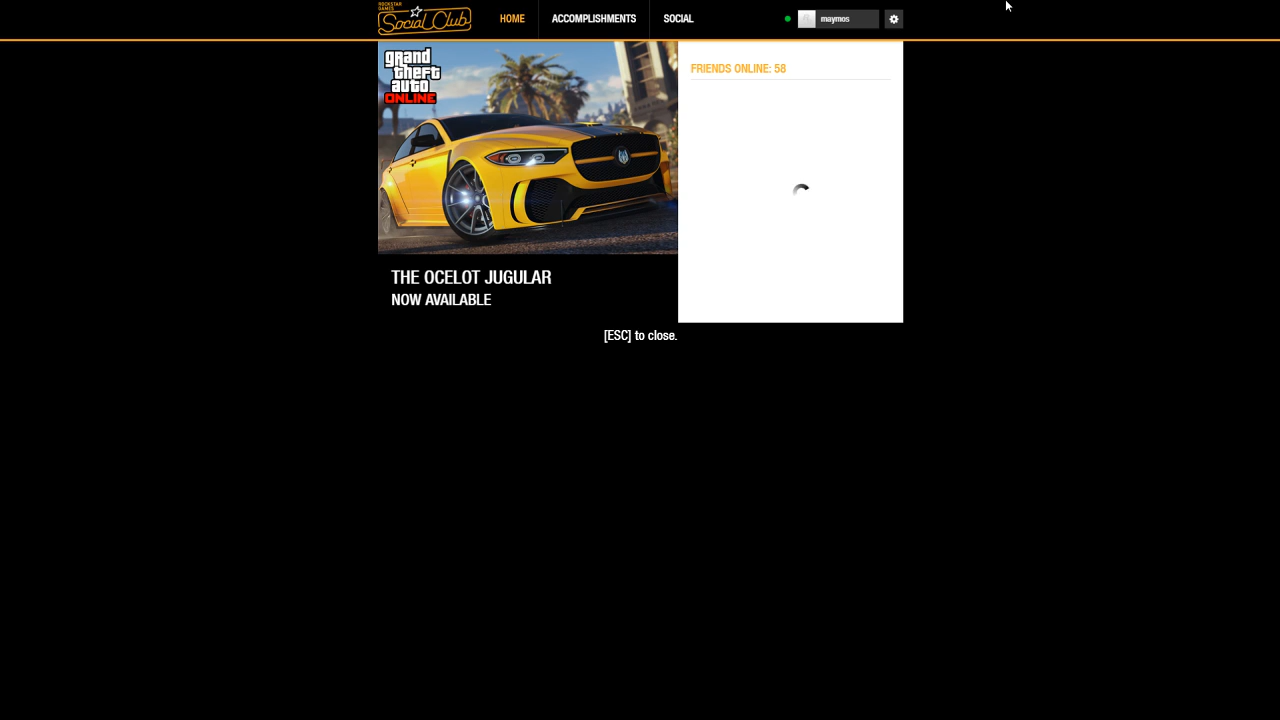 ROCKSTAR
GAMES
Social Club
HOME
ACCOMPLISHMENTS
SOCIAL
maymos
grand
theft
auto
ONLINE
FRIENDS ONLINE: 58
THE OCELOT JUGULAR
NOW AVAILABLE
[ESC] to close.